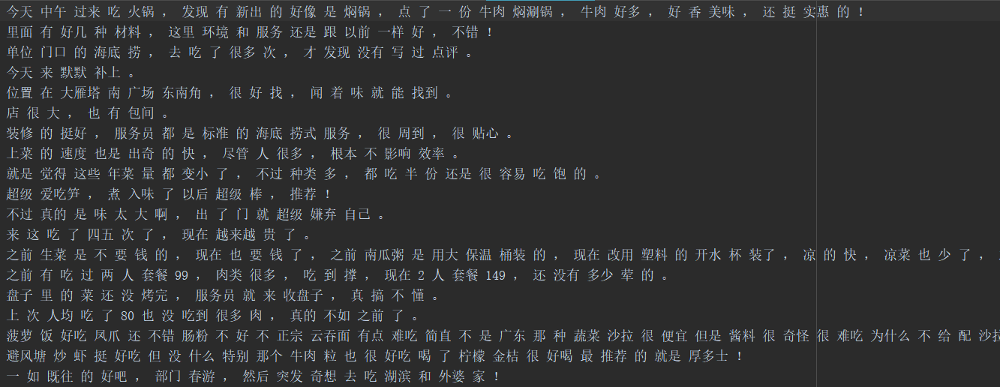 今天 中午 过来 吃 火锅 ， 发现 有 新出 的 好像 是 焖锅 ， 点 了 一 份 牛肉 焖涮锅 ， 牛肉 好多 ， 好 香 美味 ， 还 挺 实惠 的 ！
里面 有 好几 种 材料 ， 这里 环境 和 服务 还是 跟 以前 一样 好 ， 不错 ！
单位 门口 的 海底 捞 ， 去 吃 了 很多 次 ， 才 发现 没有 写 过 点评 。
今天 来 默默 补上 。
位置 在 大雁塔 南 广场 东南角 ， 很 好 找 ， 闻 着 味 就 能 找到 。
店 很 大 ， 也 有 包间 。
装修 的 挺好 ， 服务员 都 是 标准 的 海底 捞式 服务 ， 很 周到 ， 很 贴心 。
上菜 的 速度 也是 出奇 的 快 ， 尽管 人 很多 ， 根本 不 影响 效率 。
就是 觉得 这些 年菜 量 都 变小 了 ， 不过 种类 多 ， 都 吃 半 份 还是 很 容易 吃 饱 的 。
超级 爱吃笋 ， 煮 入味 了 以后 超级 棒 ， 推荐 ！
不过 真的 是 味 太 大 啊 ， 出 了 门 就 超级 嫌弃 自己 。
来 这 吃 了 四五 次 了 ， 现在 越来越 贵 了 。
之前 生菜 是 不 要 钱 的 ， 现在 也 要 钱 了 ， 之前 南瓜粥 是 用大 保温 桶装 的 ， 现在 改用 塑料 的 开水 杯 装了 ， 凉 的 快 ， 凉菜 也 少 了 ，
之前 有 吃 过 两 人 套餐 99 ， 肉类 很多 ， 吃 到 撑 ， 现在 2 人 套餐 149 ， 还 没有 多少 荤 的 。
盘子 里 的 菜 还 没 烤完 ， 服务员 就 来 收盘子 ， 真 搞 不 懂 。
上 次 人均 吃 了 80 也 没 吃到 很多 肉 ， 真的 不如 之前 了 。
菠萝 饭 好吃 凤爪 还 不错 肠粉 不 好 不 正宗 云吞面 有点 难吃 简直 不 是 广东 那 种 蔬菜 沙拉 很 便宜 但是 酱料 很 奇怪 很 难吃 为什么 不 给 配 沙拉
避风塘 炒 虾 挺 好吃 但 没 什么 特别 那个 牛肉 粒 也 很 好吃 喝 了 柠檬 金桔 很 好喝 最 推荐 的 就是 厚多士 ！
一 如 既往 的 好吧 ， 部门 春游 ， 然后 突发 奇想 去 吃 湖滨 和 外婆 家 ！